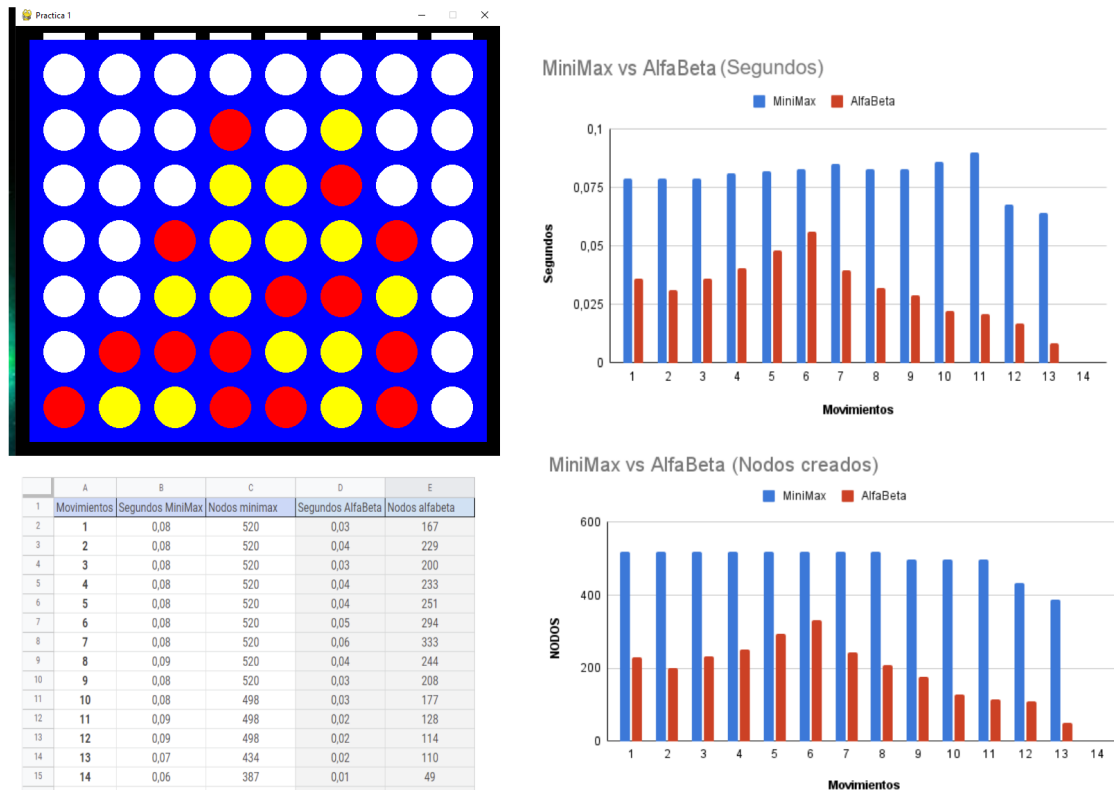 Practica 1
MiniMax vs AlfaBeta (Segundos)
MiniMax AlfaBeta
0,1
0,075
0,05
0,025
0
Segundos
1 2 3 4 5 6 7 8 9 10 11 12 13 14
Movimientos
A B C D E
1 Movimientos Segundos MiniMax Nodos minimax Segundos AlfaBeta Nodos alfabeta
2 1 0,08 520 0,03 167
3 2 0,08 520 0,04 229
4 3 0,08 520 0,03 200
5 4 0,08 520 0,04 233
6 5 0,08 520 0,04 251
7 6 0,08 520 0,05 294
8 7 0,08 520 0,06 333
9 8 0,09 520 0,04 244
10 9 0,08 520 0,03 208
11 10 0,08 498 0,03 177
12 11 0,09 498 0,02 128
13 12 0,09 498 0,02 114
14 13 0,07 434 0,02 110
15 14 0,06 387 0,01 49
MiniMax vs AlfaBeta (Nodos creados)
MiniMax AlfaBeta
600
400
200
0
NODOS
1 2 3 4 5 6 7 8 9 10 11 12 13 14
Movimientos